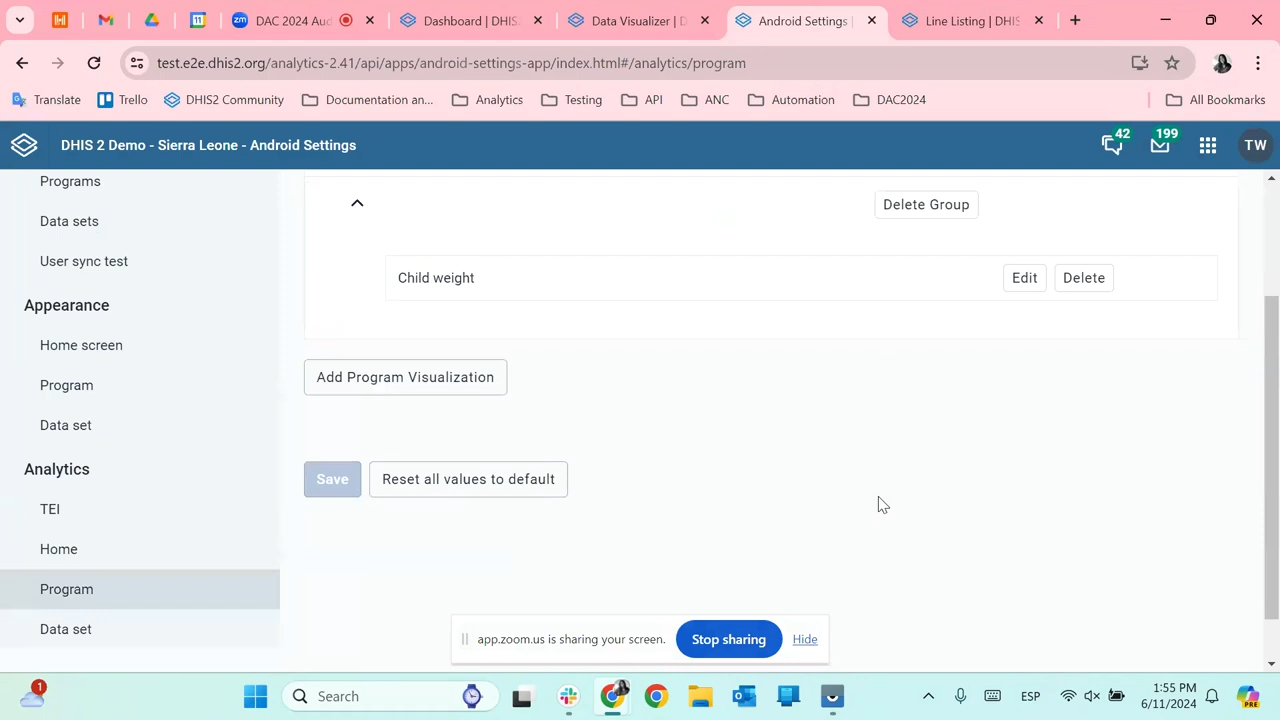 DAC 2024 Aud
Dashboard | DHIS
Data Visualizer | D
Android Settings |
Line Listing | DHIS
test.e2e.dhis2.org/analytics-2.41/api/apps/android-settings-app/index.html#/analytics/program
Translate
Trello
DHIS2 Community
Documentation an...
Analytics
Testing
API
ANC
Automation
DAC2024
All Bookmarks
DHIS 2 Demo - Sierra Leone - Android Settings
42
199
TW
Programs
Data sets
User sync test
Appearance
Home screen
Program
Data set
Analytics
TEI
Home
Program
Data set
Delete Group
Child weight
Edit
Delete
Add Program Visualization
Save
Reset all values to default
app.zoom.us is sharing your screen.
Stop sharing
Hide
1
Search
ESP
1:55 PM
6/11/2024
PRE